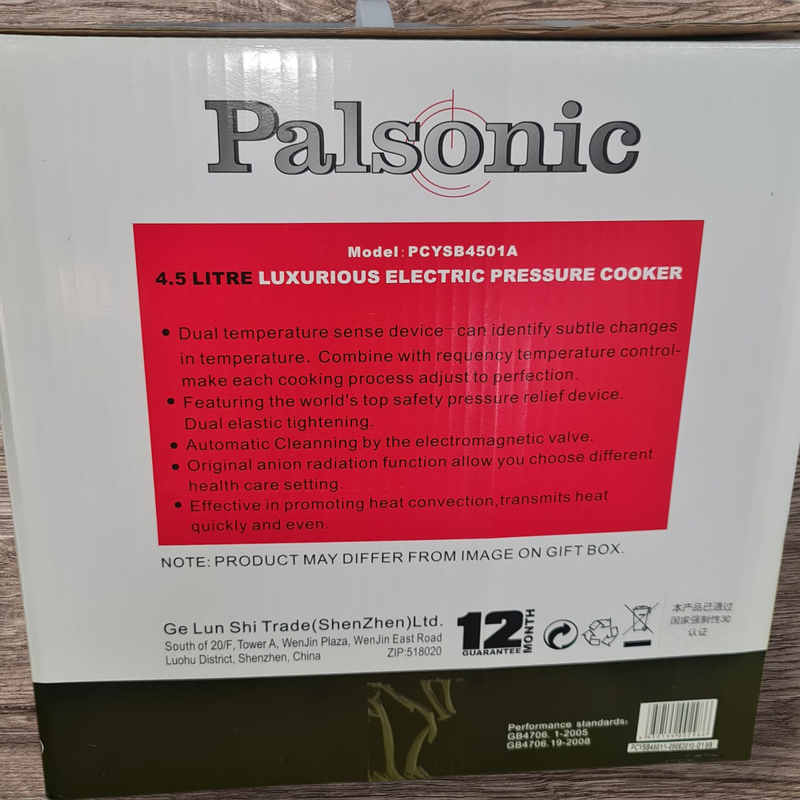 Palsonic
Model:PCYSB4501A
4.5 LITRE LUXURIOUS ELECTRIC PRESSURE COOKER
• Dual temperature sense device-can identify subtle changes
in temperature. Combine with requency temperature control-
make each cooking process adjust to perfection.
• Featuring the world's top safety pressure relief device.
Dual elastic tightening.
• Automatic Cleanning by the electromagnetic valve.
• Original anion radiation function allow you choose different
health care setting.
• Effective in promoting heat convection,transmits heat
quickly and even.
NOTE: PRODUCT MAY DIFFER FROM IMAGE ON GIFT BOX.
Ge Lun Shi Trade(ShenZhen)Ltd.
South of 20/F, Tower A, WenJin Plaza, WenJin East Road
Luohu District, Shenzhen, China ZIP:518020
12 MONTH
GUARANTEE
本产品已通过
国家强制性3C
认证
Performance standards:
GB4706. 1-2005
GB4706. 19-2008